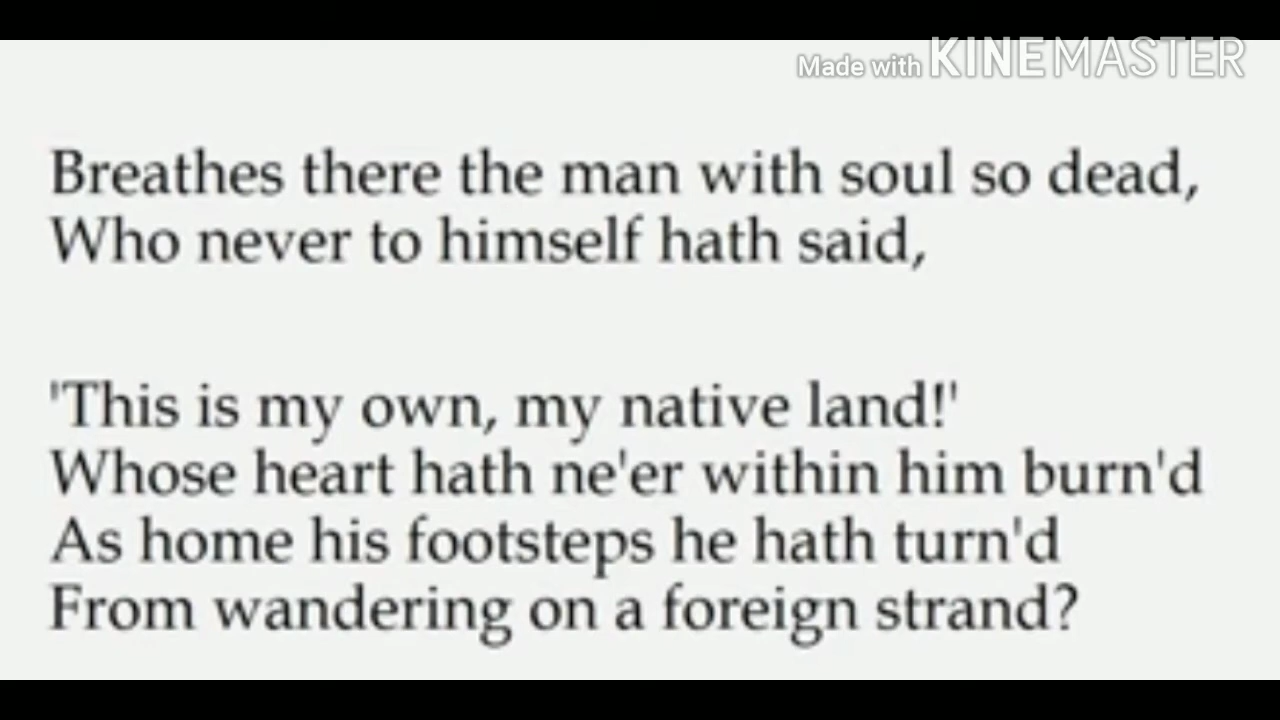 Made with KINEMASTER
Breathes there the man with soul so dead,
Who never to himself hath said,
'This is my own, my native land!'
Whose heart hath ne'er within him burn'd
As home his footsteps he hath turn'd
From wandering on a foreign strand?